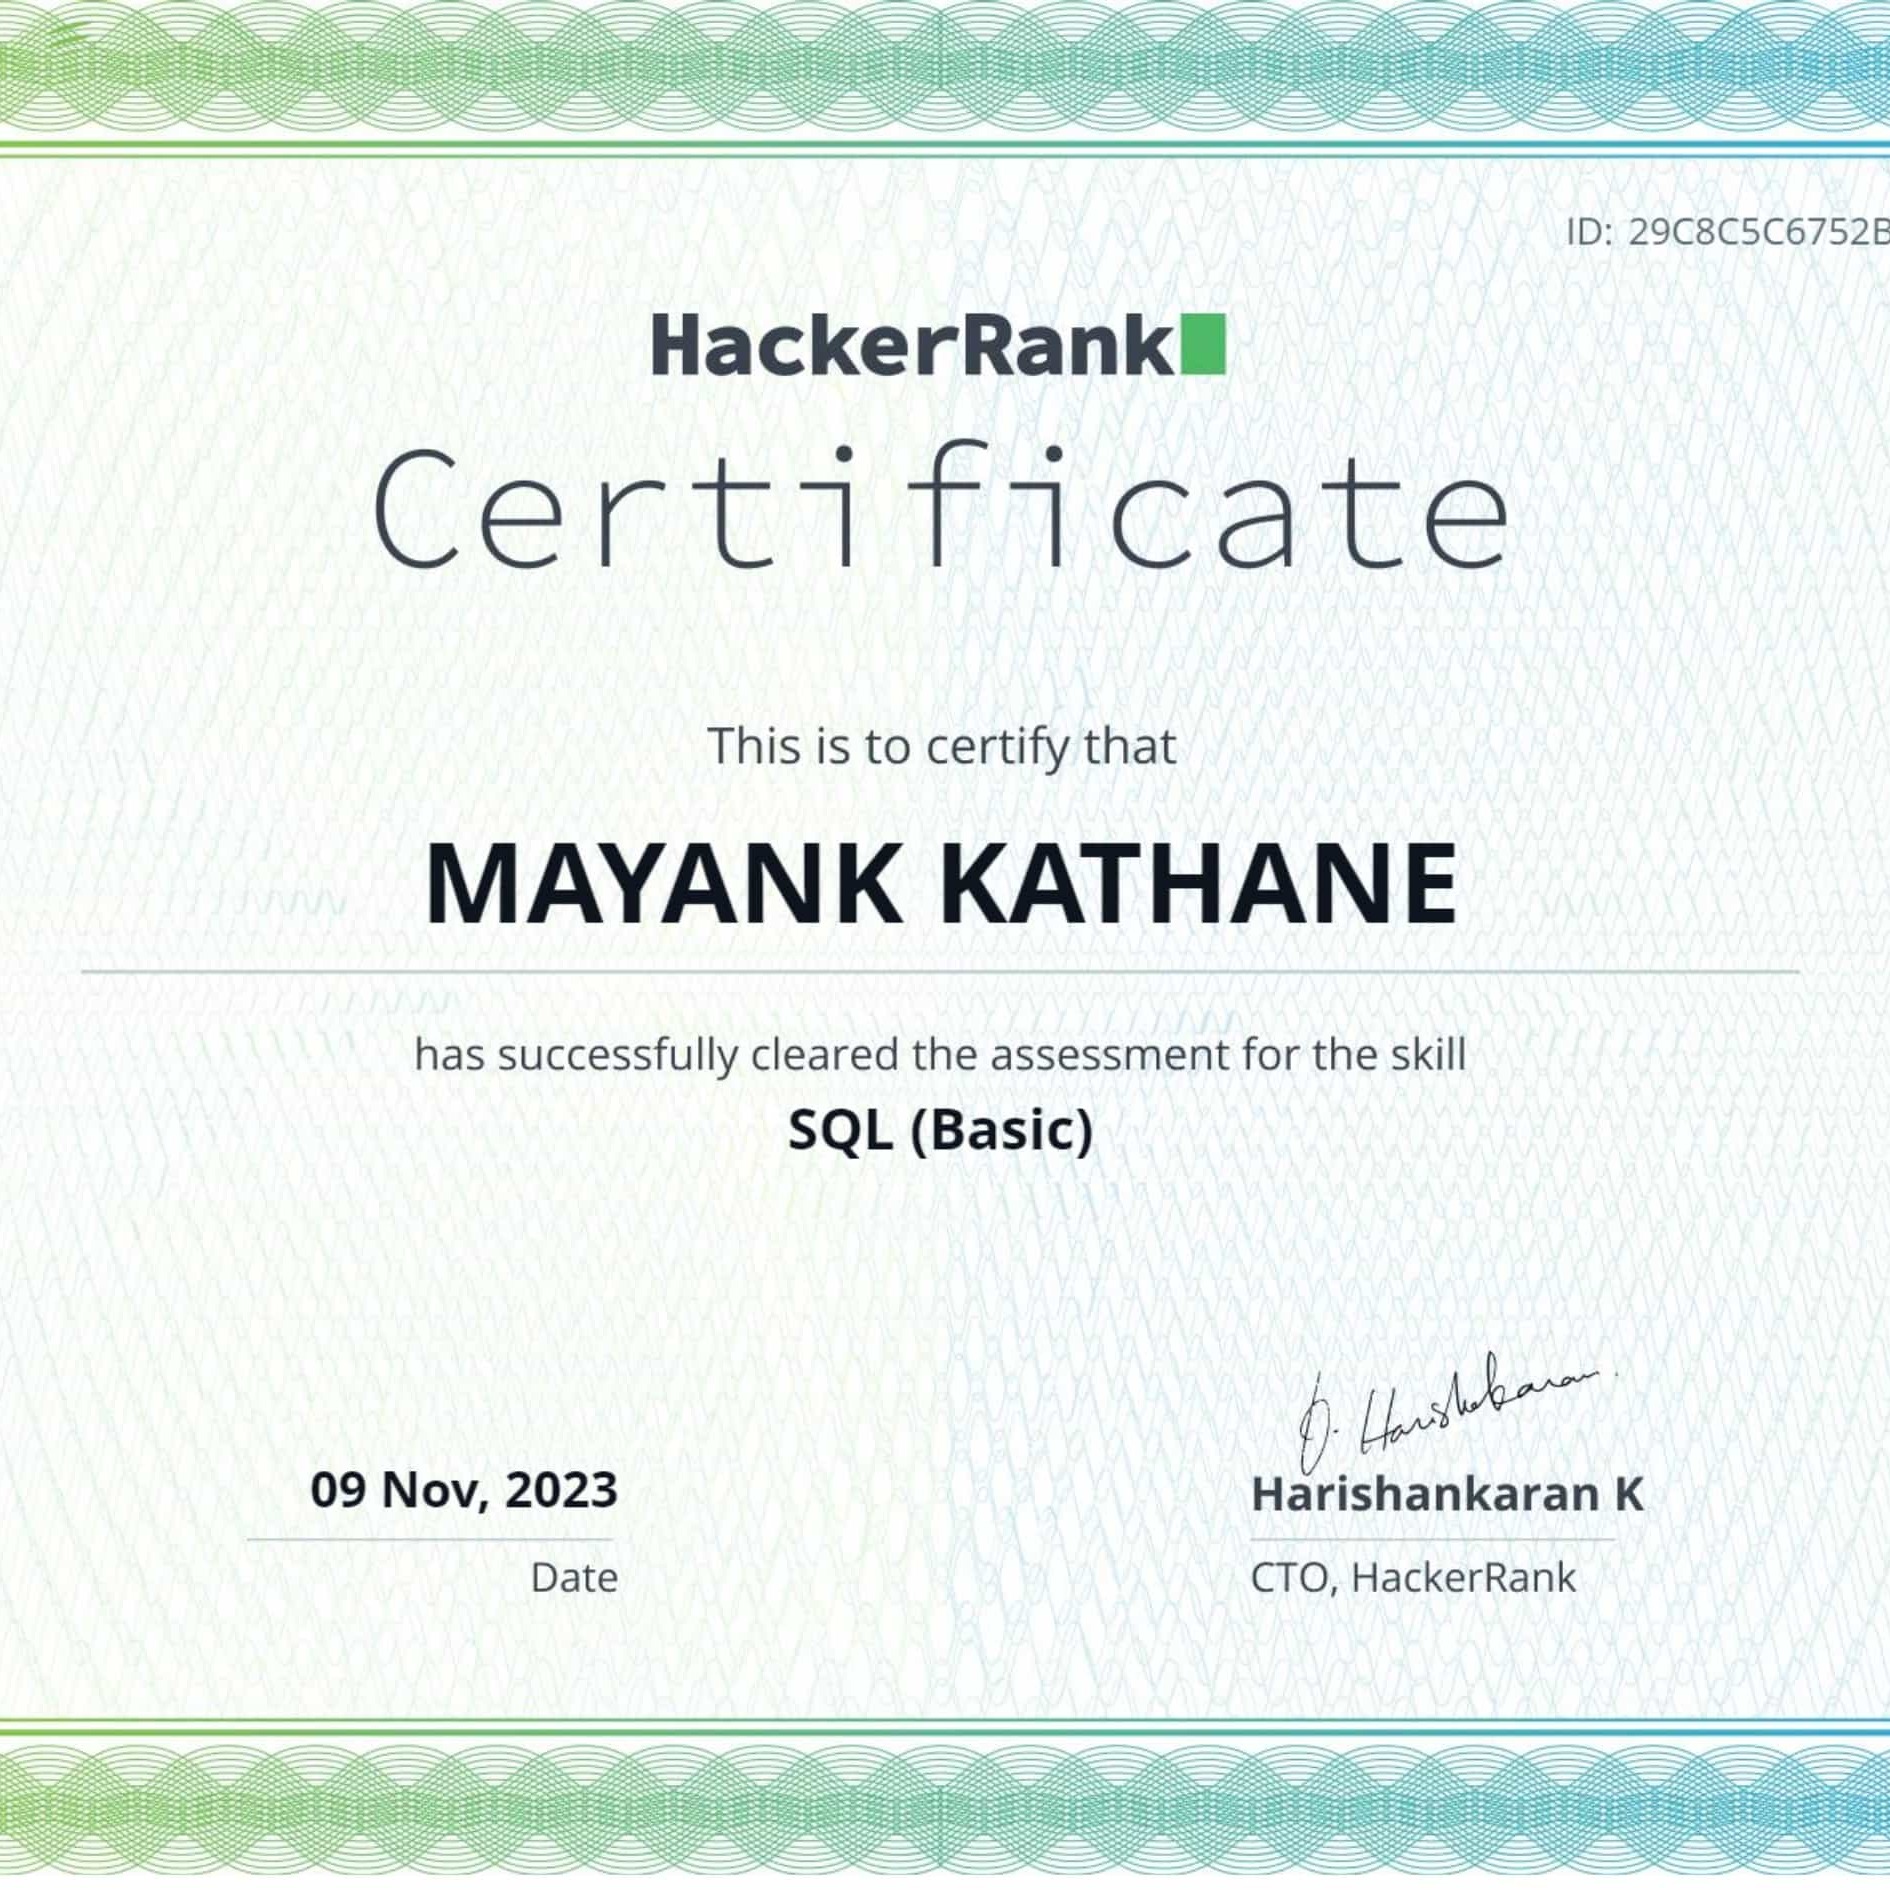 ID: 29C8C5C6752B
HackerRank
Certificate
This is to certify that
MAYANK KATHANE
has successfully cleared the assessment for the skill
SQL (Basic)
09 Nov, 2023
Date
D. Harishankaran.
Harishankaran K
CTO, HackerRank